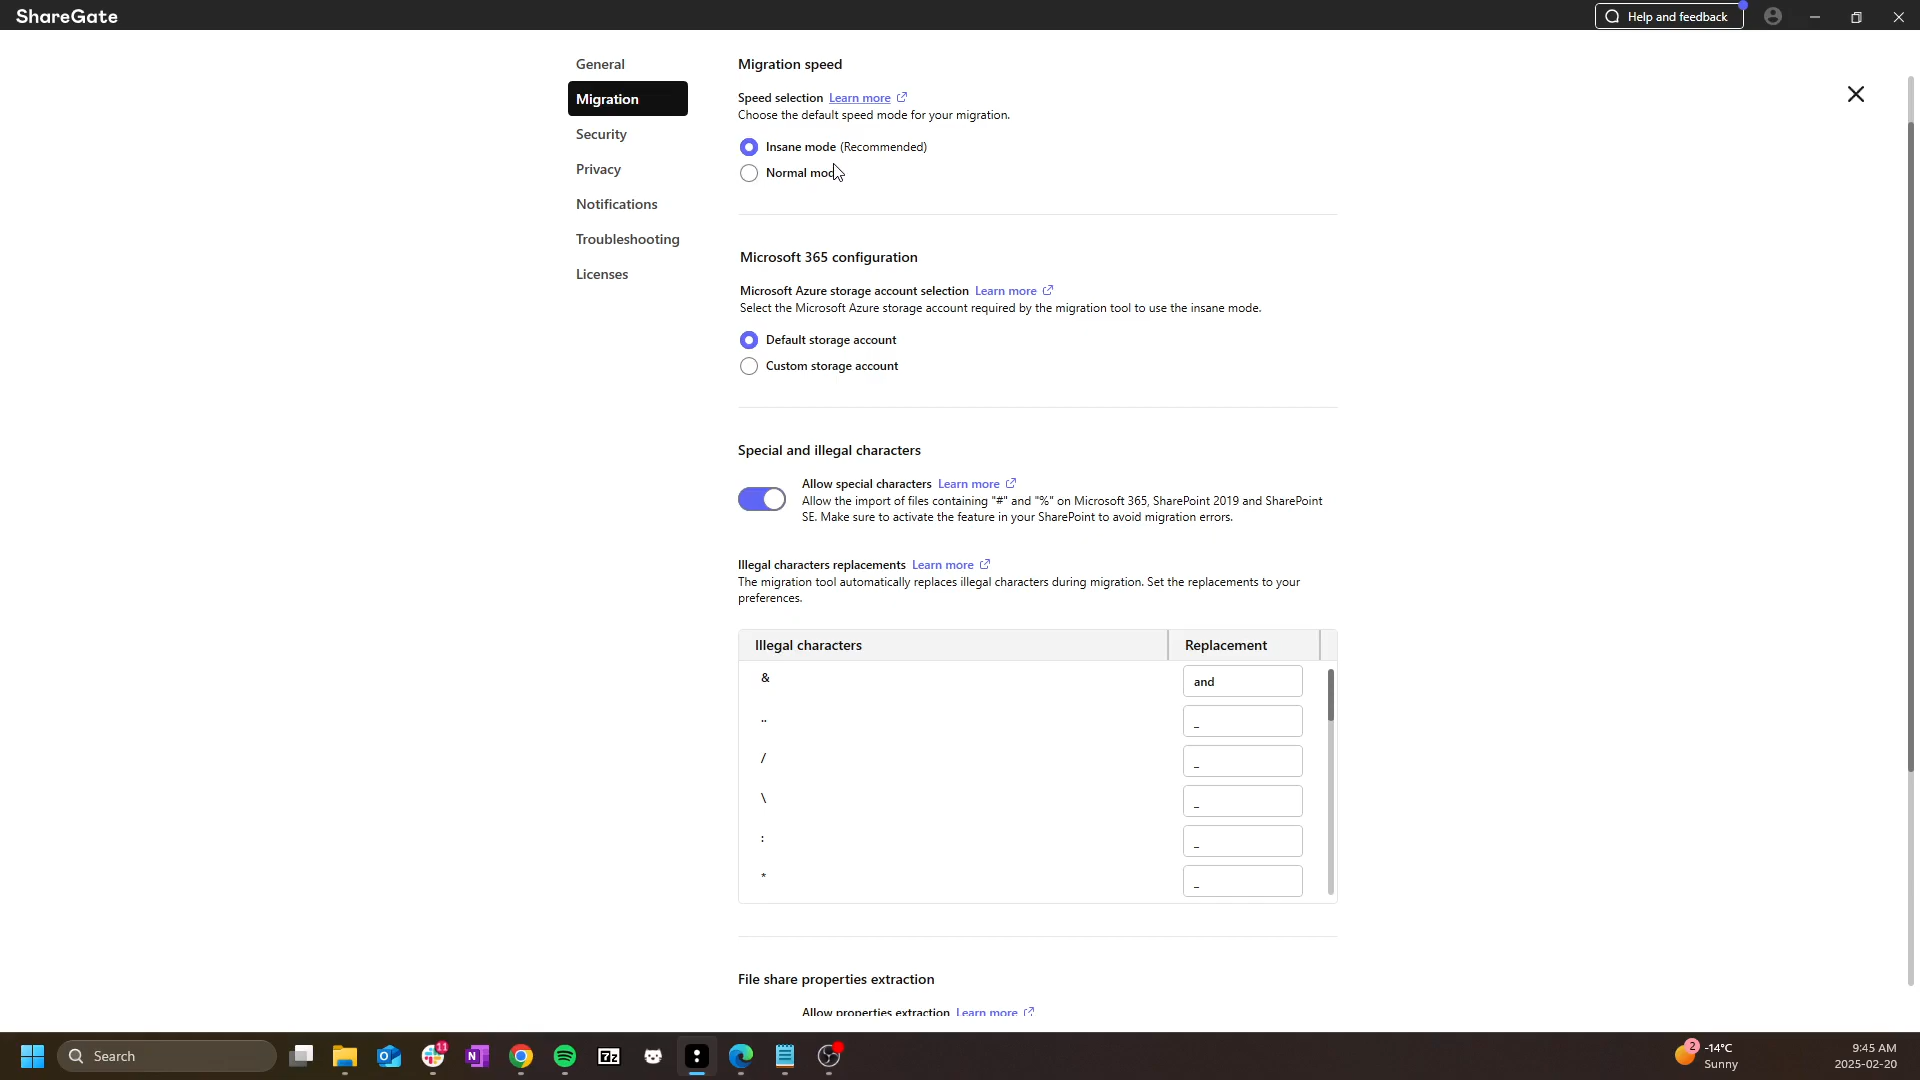 ShareGate
Help and feedback
General
Migration
Security
Privacy
Notifications
Troubleshooting
Licenses
Migration speed
Speed selection Learn more
Choose the default speed mode for your migration.
Insane mode (Recommended)
Normal mode
Microsoft 365 configuration
Microsoft Azure storage account selection Learn more
Select the Microsoft Azure storage account required by the migration tool to use the insane mode.
Default storage account
Custom storage account
Special and illegal characters
Allow special characters Learn more
Allow the import of files containing "#" and "%" on Microsoft 365, SharePoint 2019 and SharePoint
SE. Make sure to activate the feature in your SharePoint to avoid migration errors.
Illegal characters replacements Learn more
The migration tool automatically replaces illegal characters during migration. Set the replacements to your
preferences.
Illegal characters Replacement
& and
.. _
/ _
\ _
: _
* _
File share properties extraction
Allow properties extraction Learn more
Search
11
N
7z
2
-14°C
Sunny
9:45 AM
2025-02-20